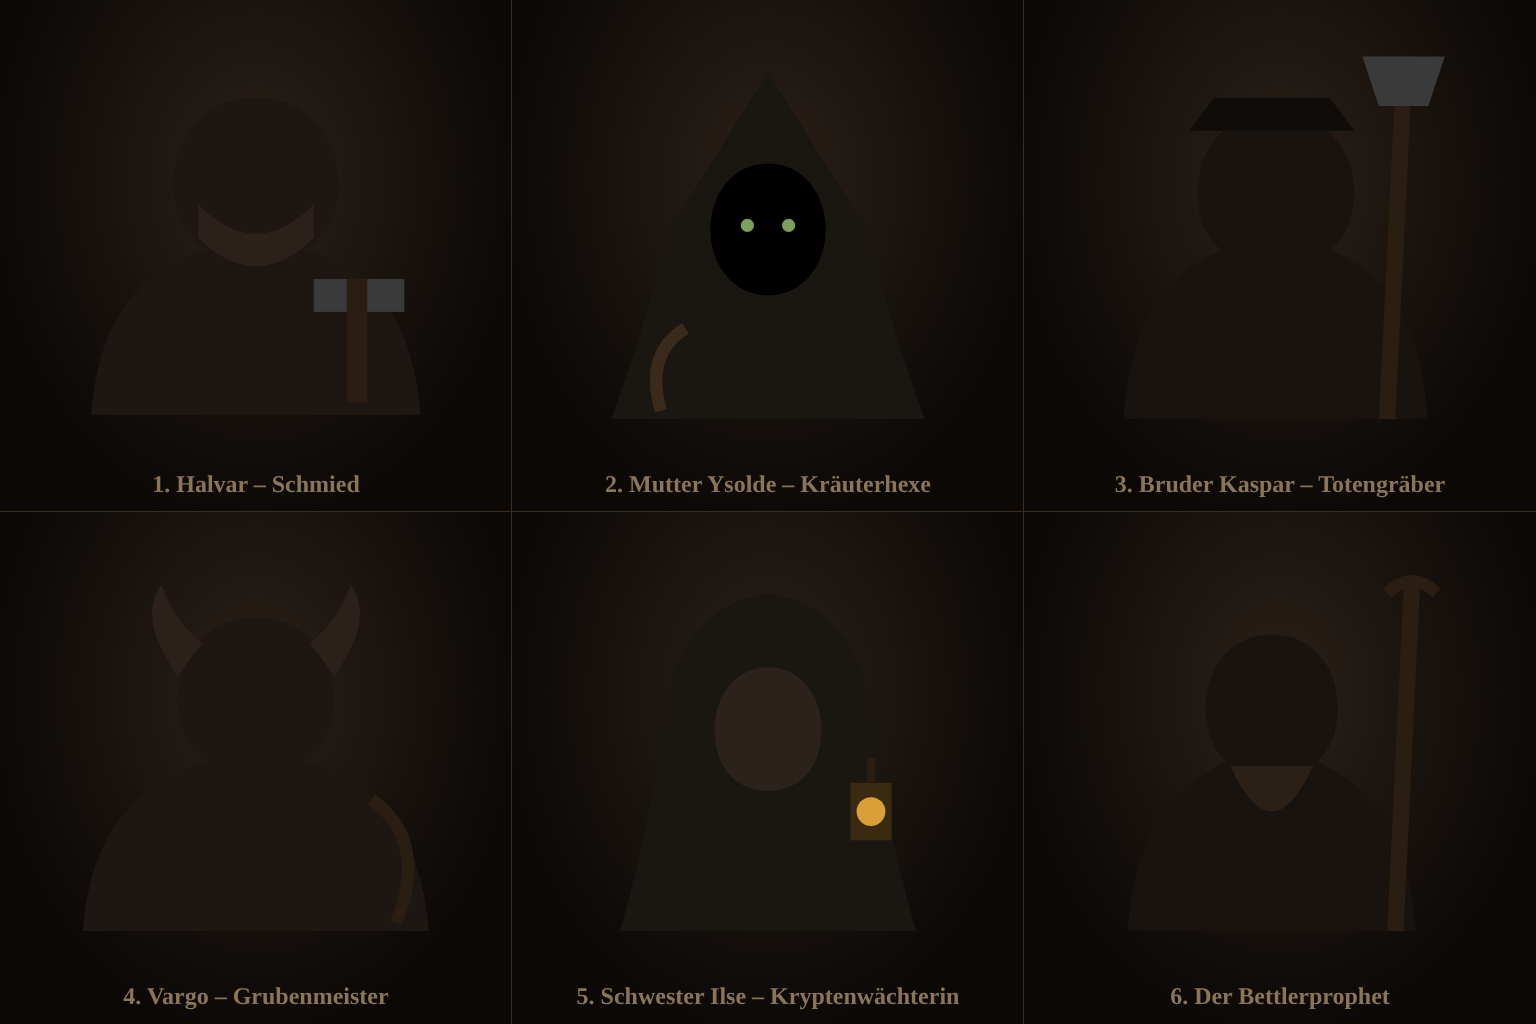 1. Halvar – Schmied
2. Mutter Ysolde – Kräuterhexe
3. Bruder Kaspar – Totengräber
4. Vargo – Grubenmeister
5. Schwester Ilse – Kryptenwächterin
6. Der Bettlerprophet